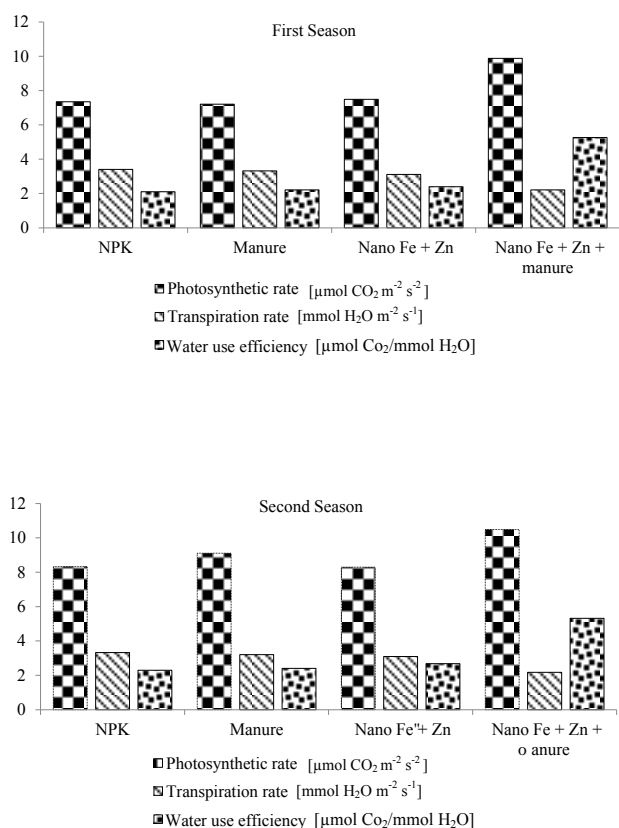 First Season
12
10
8
6
4
2
0
NPK Manure Nano Fe + Zn Nano Fe + Zn +
manure
Photosynthetic rate [µmol CO₂ m⁻² s⁻²]
Transpiration rate [mmol H₂O m⁻² s⁻¹]
Water use efficiency [µmol Co₂/mmol H₂O]
Second Season
12
10
8
6
4
2
0
NPK Manure Nano Fe"+ Zn Nano Fe + Zn +
o anure
Photosynthetic rate [µmol CO₂ m⁻² s⁻²]
Transpiration rate [mmol H₂O m⁻² s⁻¹]
Water use efficiency [µmol Co₂/mmol H₂O]